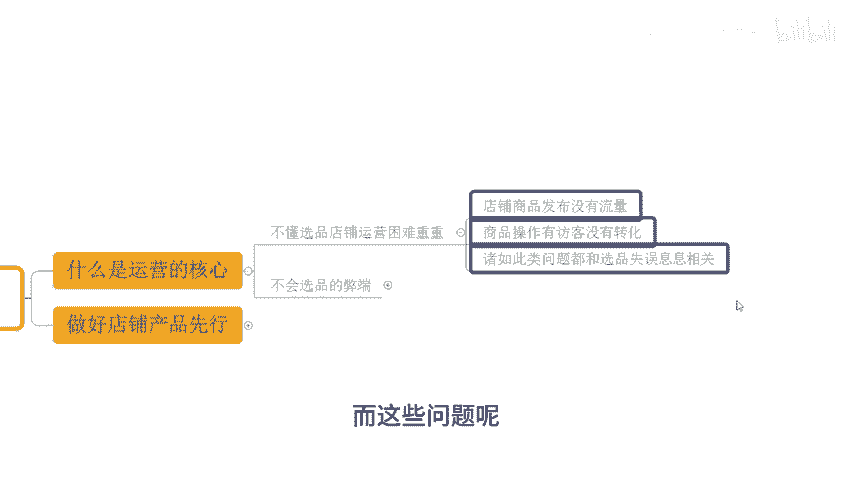 bilibili
店铺商品发布没有流量
不懂选品店铺运营困难重重
商品操作有访客没有转化
诸如此类问题都和选品失误息息相关
什么是运营的核心
不会选品的弊端
做好店铺产品先行
而这些问题呢